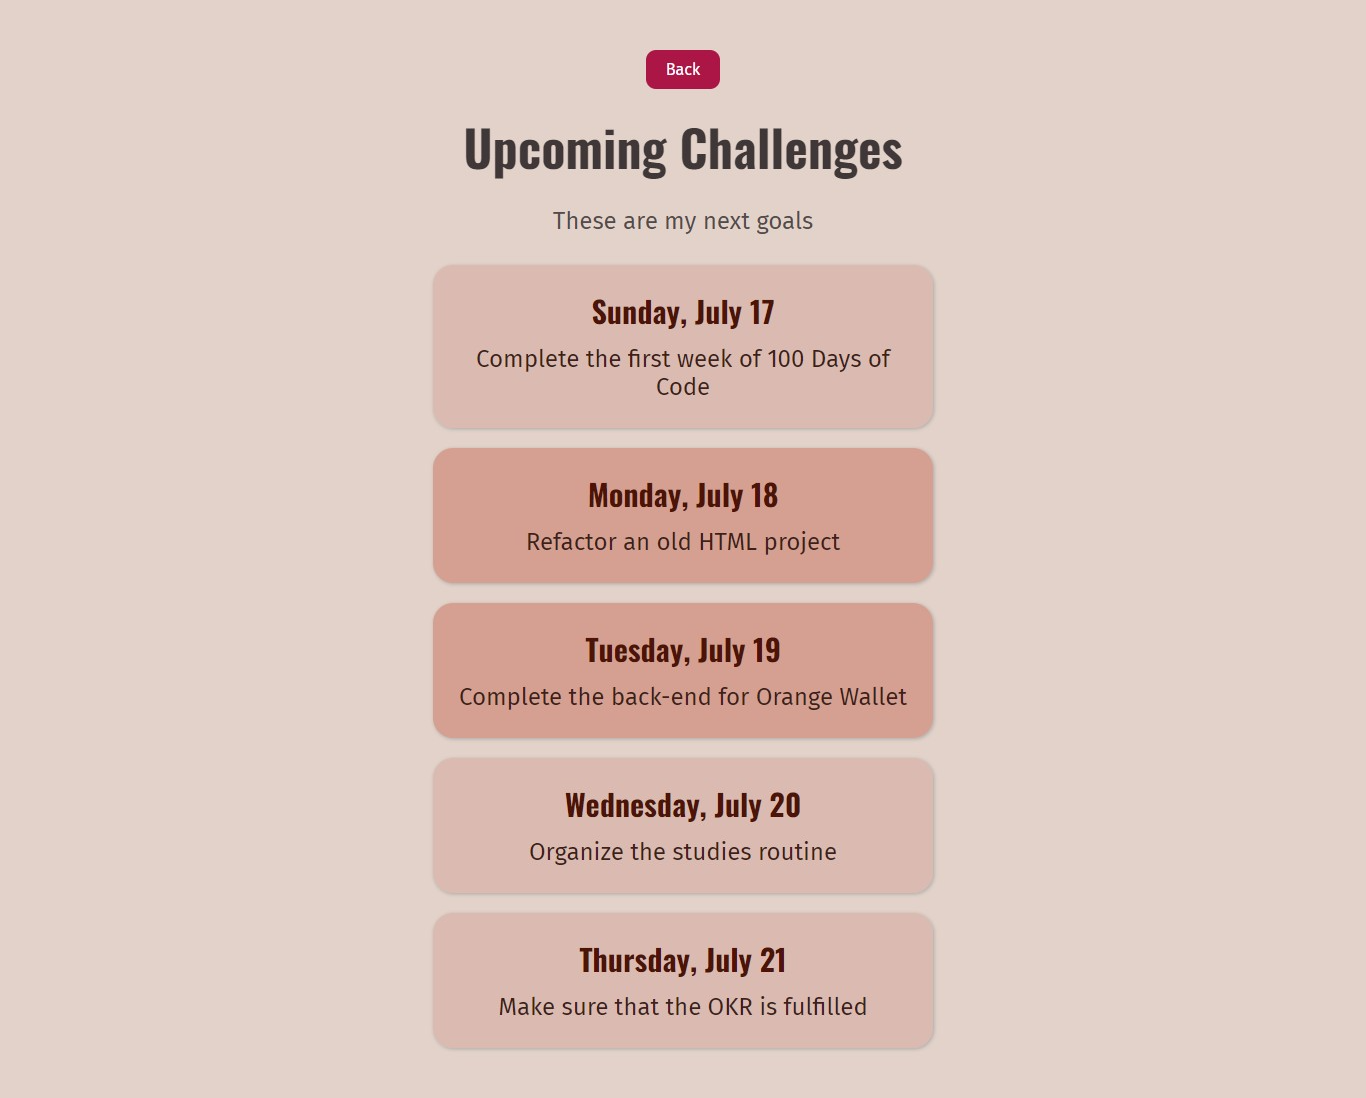 Back
Upcoming Challenges
These are my next goals
Sunday, July 17
Complete the first week of 100 Days of
Code
Monday, July 18
Refactor an old HTML project
Tuesday, July 19
Complete the back-end for Orange Wallet
Wednesday, July 20
Organize the studies routine
Thursday, July 21
Make sure that the OKR is fulfilled